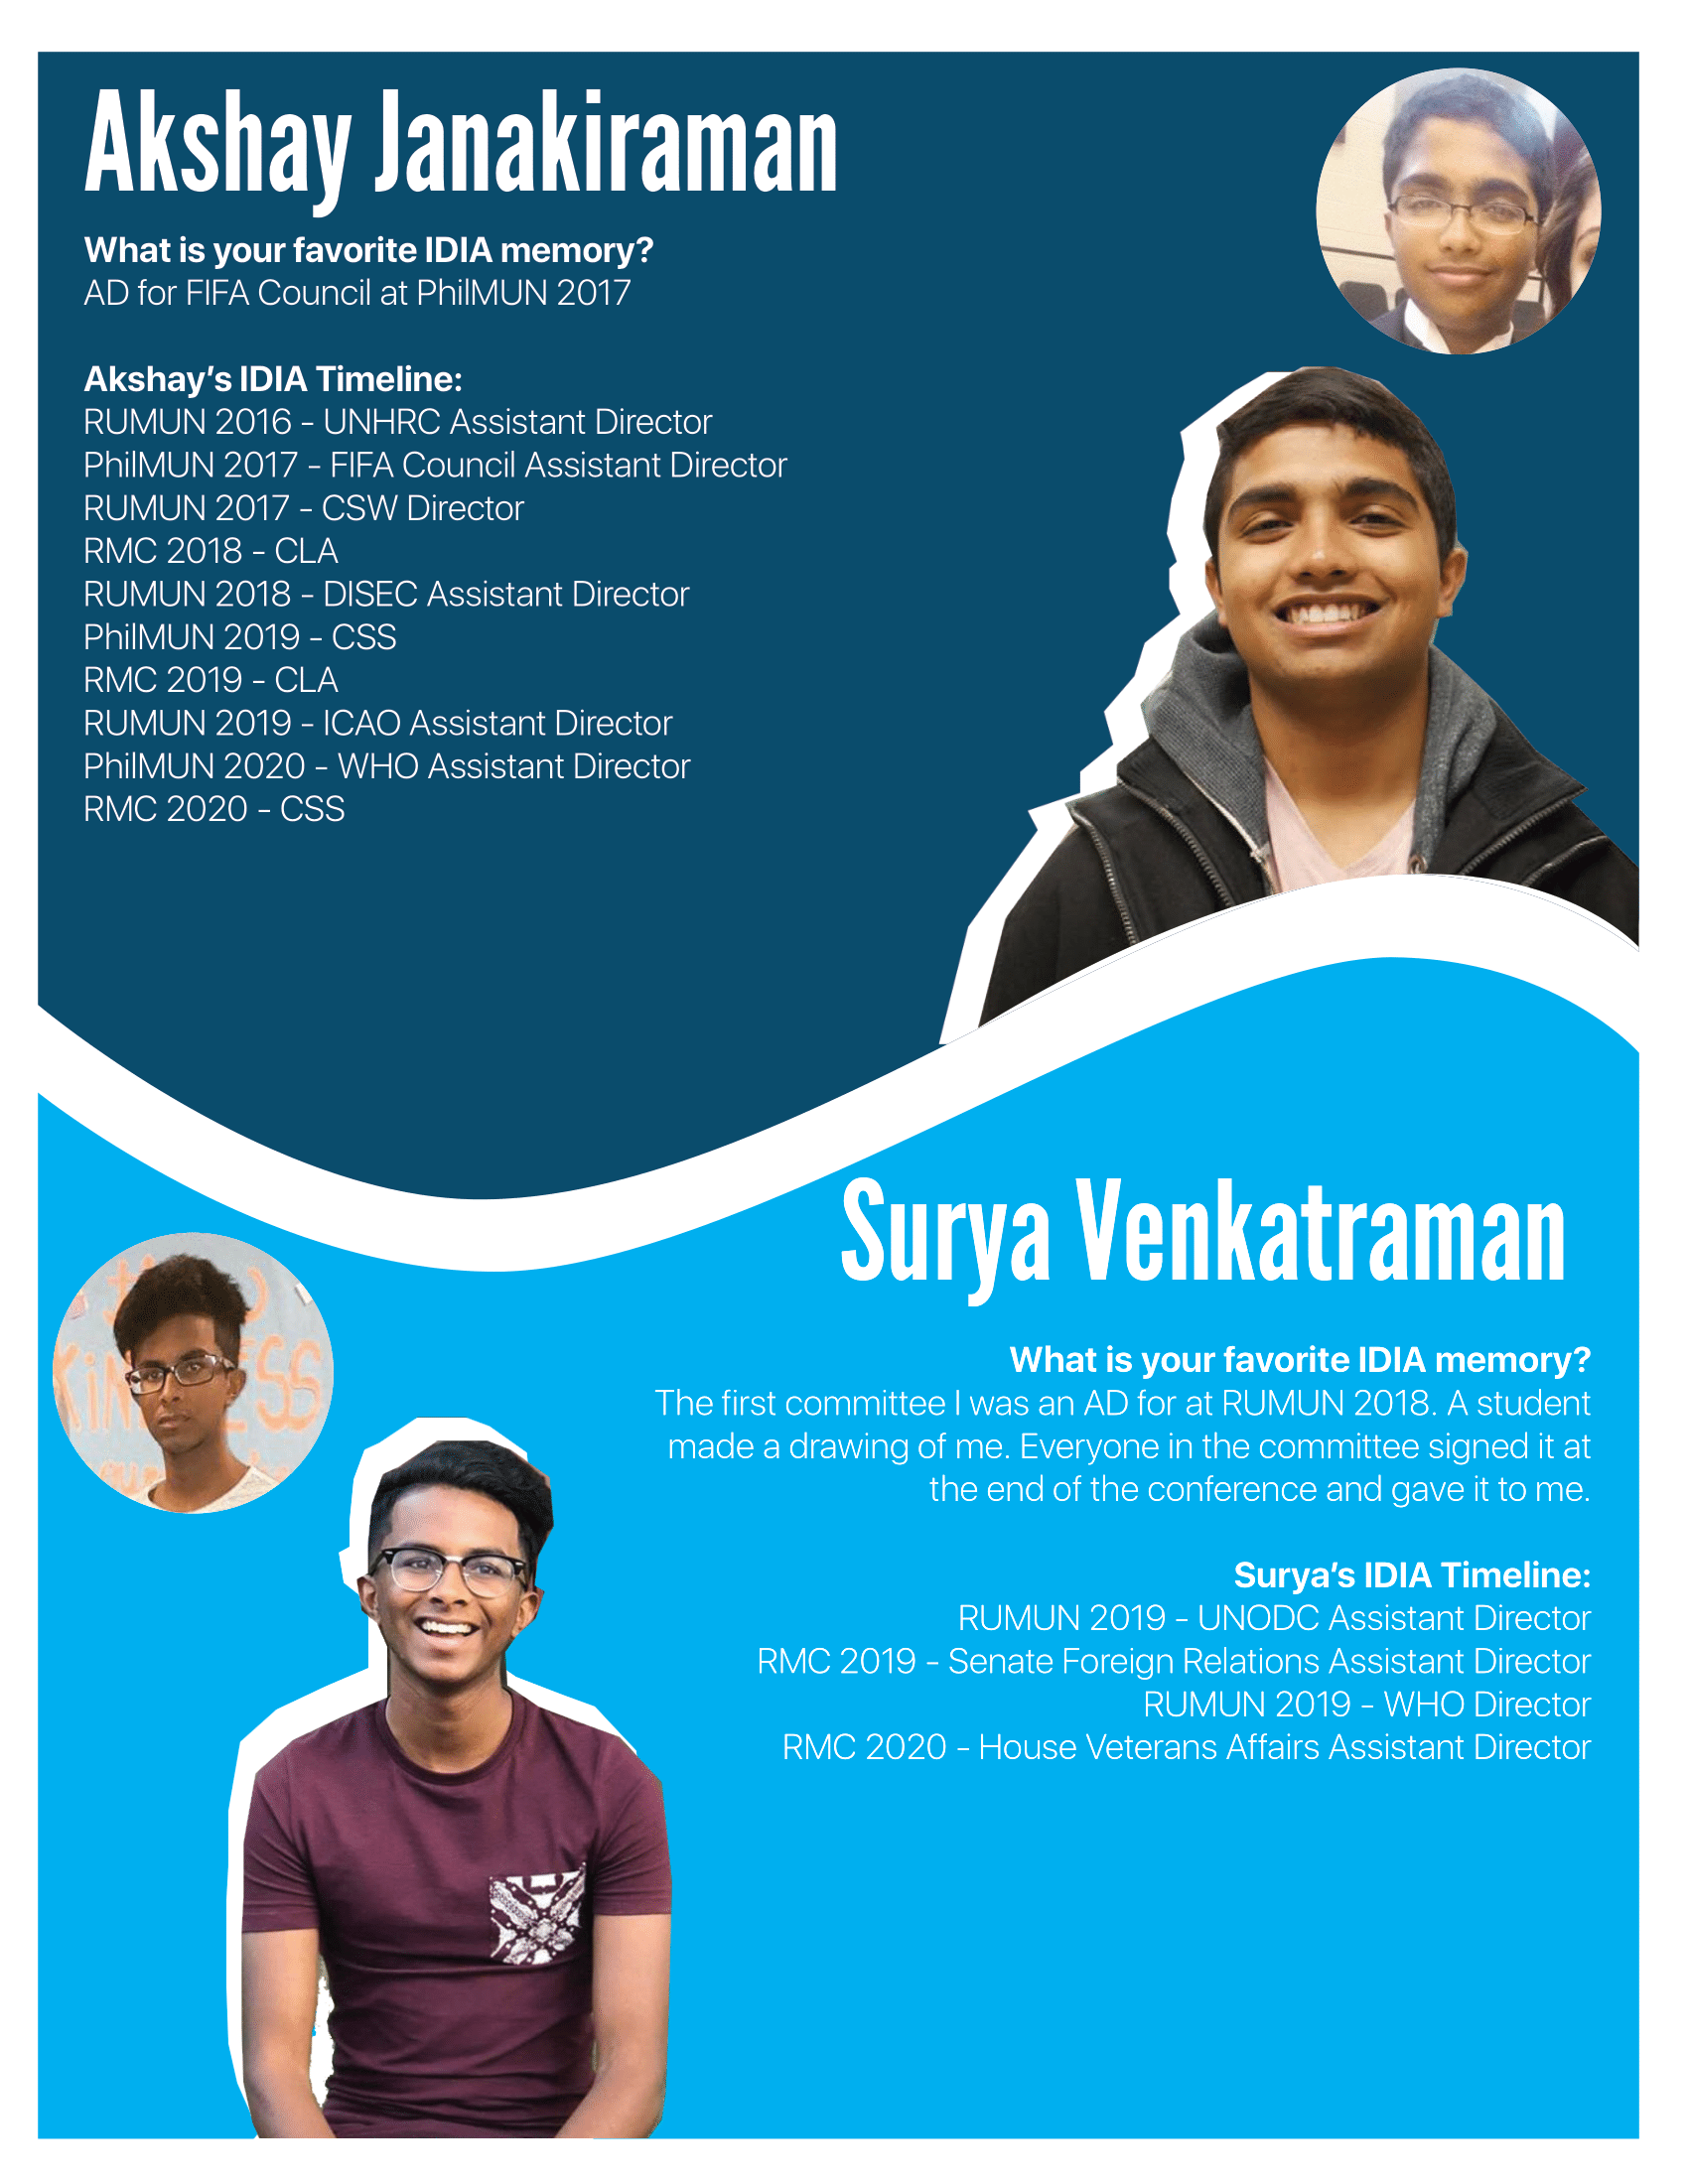 Akshay Janakiraman
What is your favorite IDIA memory?
AD for FIFA Council at PhilMUN 2017
Akshay’s IDIA Timeline:
RUMUN 2016 - UNHRC Assistant Director
PhilMUN 2017 - FIFA Council Assistant Director
RUMUN 2017 - CSW Director
RMC 2018 - CLA
RUMUN 2018 - DISEC Assistant Director
PhilMUN 2019 - CSS
RMC 2019 - CLA
RUMUN 2019 - ICAO Assistant Director
PhilMUN 2020 - WHO Assistant Director
RMC 2020 - CSS
Surya Venkatraman
What is your favorite IDIA memory?
The first committee I was an AD for at RUMUN 2018. A student
made a drawing of me. Everyone in the committee signed it at
the end of the conference and gave it to me.
Surya’s IDIA Timeline:
RUMUN 2019 - UNODC Assistant Director
RMC 2019 - Senate Foreign Relations Assistant Director
RUMUN 2019 - WHO Director
RMC 2020 - House Veterans Affairs Assistant Director